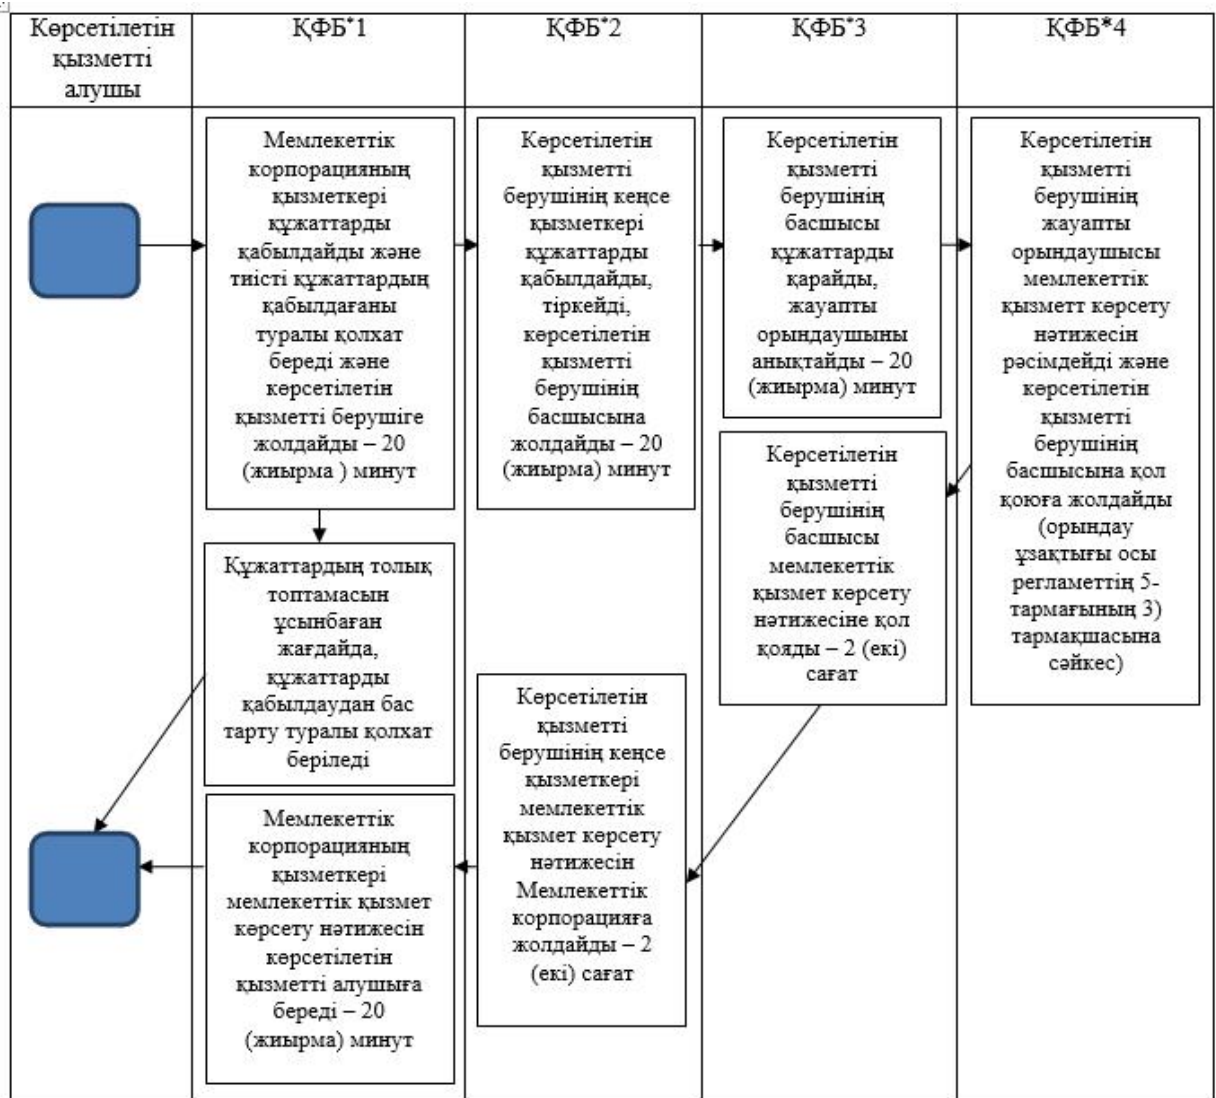 Көрсетілетін
қызметті
алушы
ҚФБ*1
ҚФБ*2
ҚФБ*3
ҚФБ*4
Мемлекеттік
корпорацияның
қызметкері
құжаттарды
қабылдайды және
тиісті құжаттардың
қабылдағаны
туралы қолхат
береді және
көрсетілетін
қызметті берушіге
жолдайды – 20
(жиырма ) минут
Көрсетілетін
қызметті
берушінің кеңсе
қызметкері
құжаттарды
қабылдайды,
тіркейді,
көрсетілетін
қызметті
берушінің
басшысына
жолдайды – 20
(жиырма) минут
Көрсетілетін
қызметті
берушінің
басшысы
құжаттарды
қарайды,
жауапты
орындаушыны
анықтайды – 20
(жиырма) минут
Көрсетілетін
қызметті
берушінің
жауапты
орындаушысы
мемлекеттік
қызметт көрсету
нәтижесін
рәсімдейді және
көрсетілетін
қызметті
берушінің
басшысына қол
қоюға жолдайды
(орындау
ұзақтығы осы
регламеттің 5-
тармағының 3)
тармақшасына
сәйкес)
Көрсетілетін
қызметті
берушінің
басшысы
мемлекеттік
қызмет көрсету
нәтижесіне қол
қояды – 2 (екі)
сағат
Құжаттардың толық
топтамасын
ұсынбаған
жағдайда,
құжаттарды
қабылдаудан бас
тарту туралы қолхат
беріледі
Көрсетілетін
қызметті
берушінің кеңсе
қызметкері
мемлекеттік
қызмет көрсету
нәтижесін
Мемлекеттік
корпорацияға
жолдайды – 2
(екі) сағат
Мемлекеттік
корпорацияның
қызметкері
мемлекеттік қызмет
көрсету нәтижесін
көрсетілетін
қызметті алушыға
береді – 20
(жиырма) минут